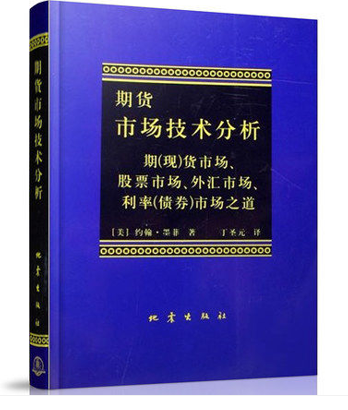 期货
市场技术分析
期(现)货市场、
股票市场、外汇市场、
利率(债券)市场之道
[美] 约翰·墨菲 著 丁圣元 译
地震出版社
期货市场技术分析
地震出版社